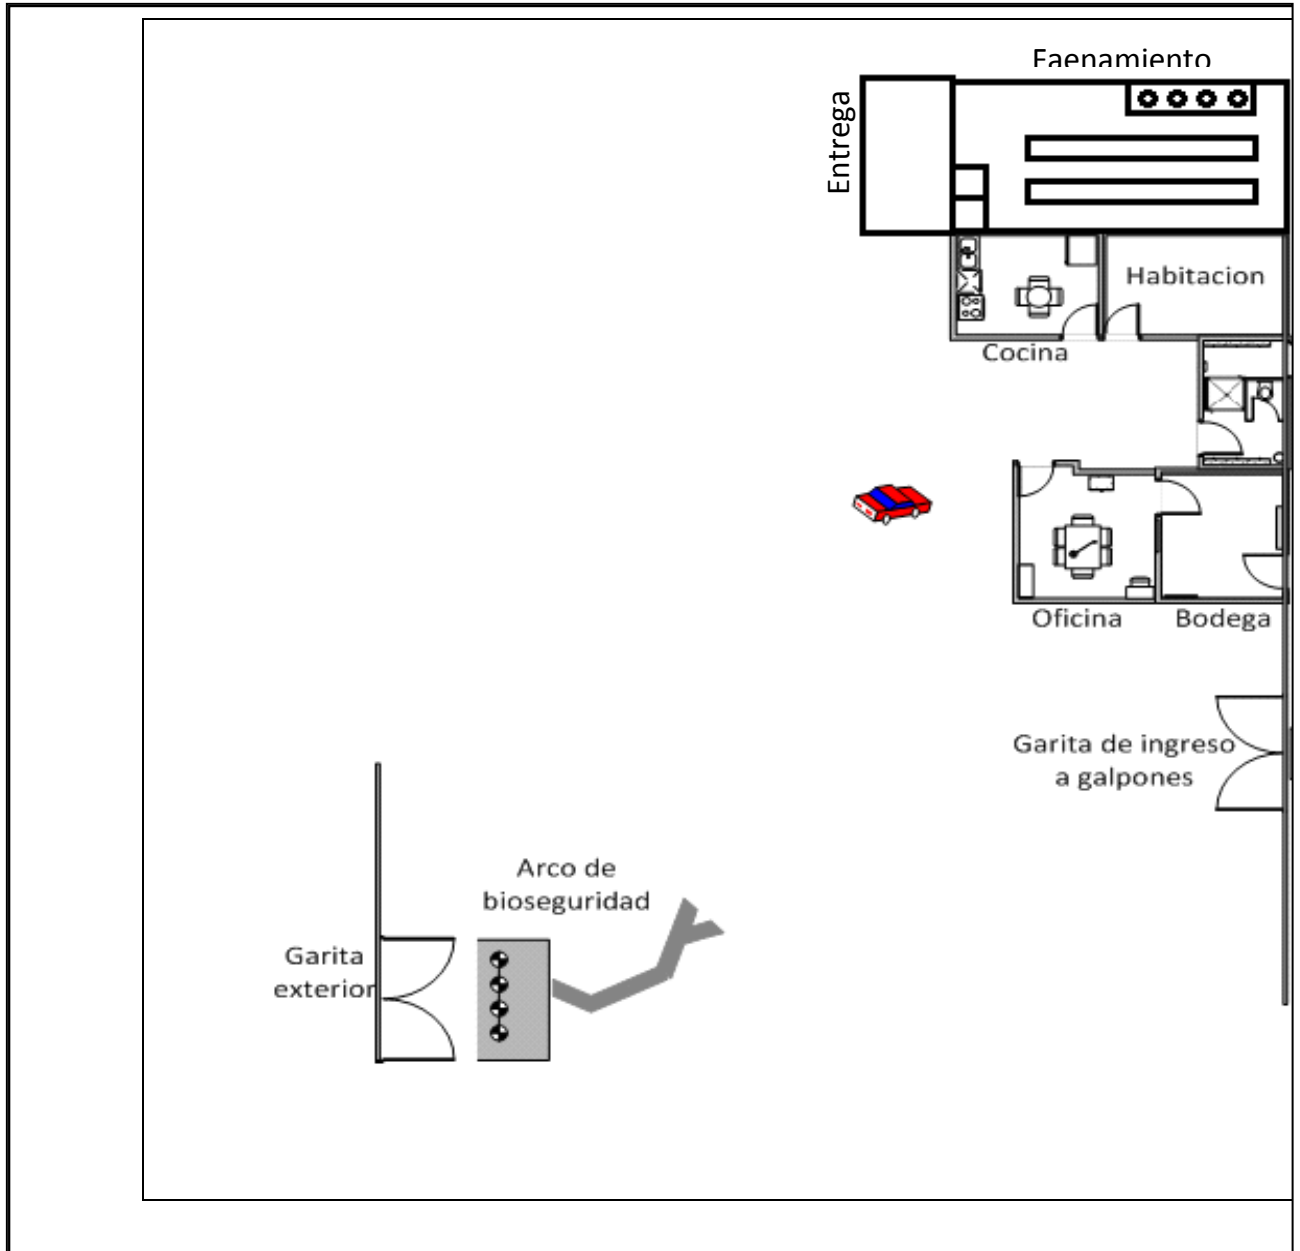 Faenamiento
Entrega
Habitacion
Cocina
Oficina
Bodega
Garita de ingreso
a galpones
Arco de
bioseguridad
Garita
exterior